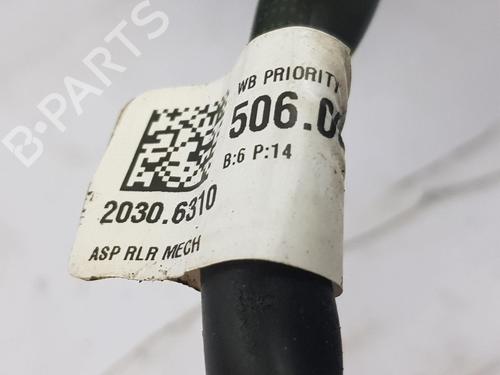 WB PRIORITY
506.0
B:6 P:14
2030.6310
ASP RLR MECH
B-PARTS